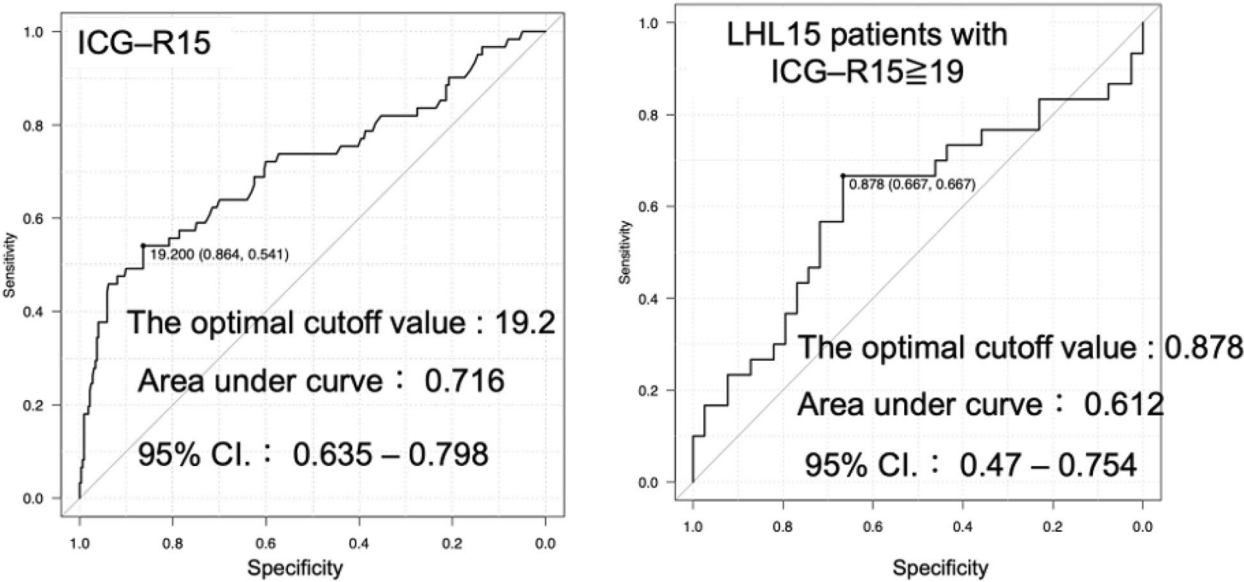 ICG–R15
1.0
0.8
0.6
0.4
0.2
0.0
Sensitivity
19.200 (0.864, 0.541)
The optimal cutoff value : 19.2
Area under curve： 0.716
95% CI.： 0.635 – 0.798
1.0 0.8 0.6 0.4 0.2 0.0
Specificity
LHL15 patients with
ICG–R15≧19
1.0
0.8
0.6
0.4
0.2
0.0
Sensitivity
0.878 (0.667, 0.667)
The optimal cutoff value : 0.878
Area under curve： 0.612
95% CI.： 0.47 – 0.754
1.0 0.8 0.6 0.4 0.2 0.0
Specificity